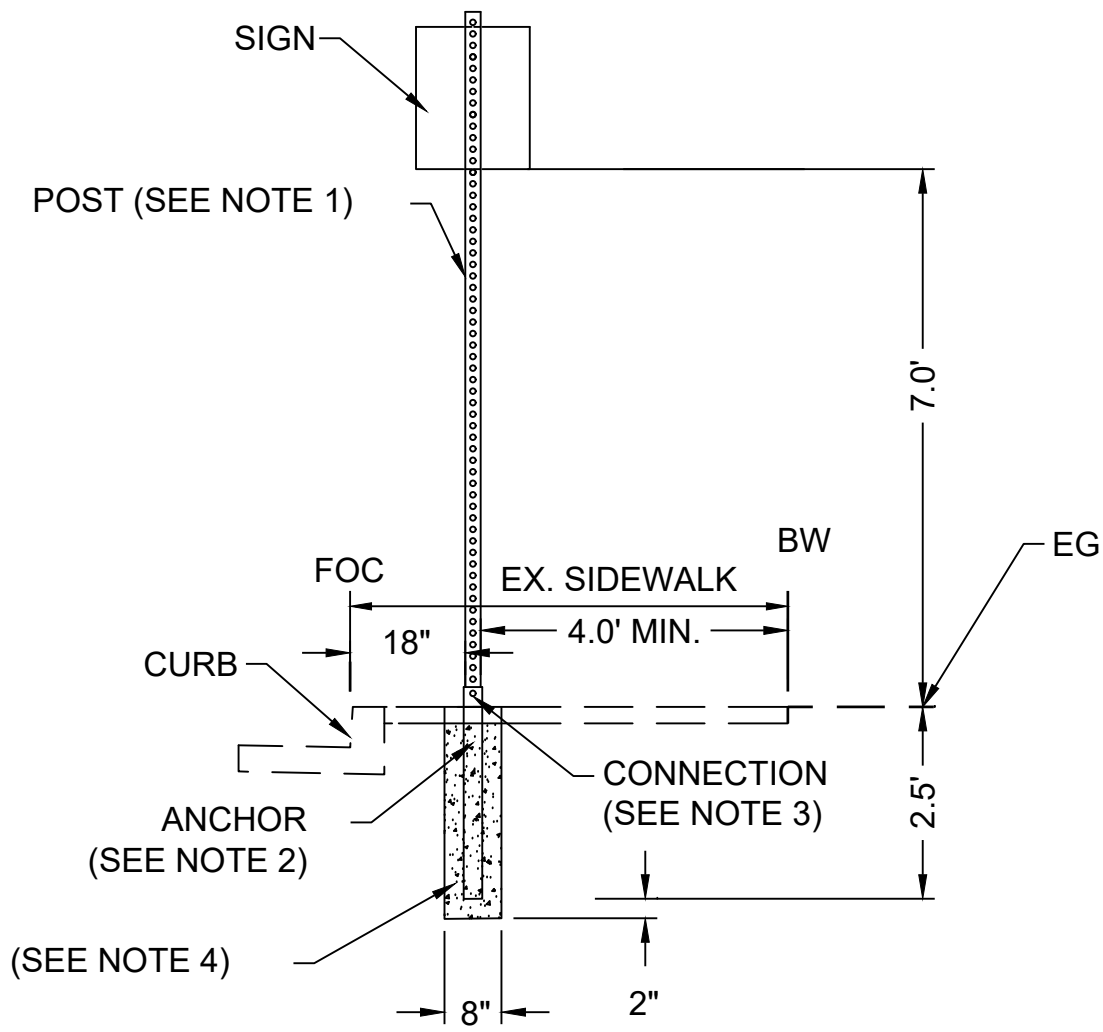 SIGN
POST (SEE NOTE 1)
7.0'
BW
EG
FOC
EX. SIDEWALK
18"
4.0' MIN.
CURB
CONNECTION
(SEE NOTE 3)
2.5'
ANCHOR
(SEE NOTE 2)
(SEE NOTE 4)
2"
8"